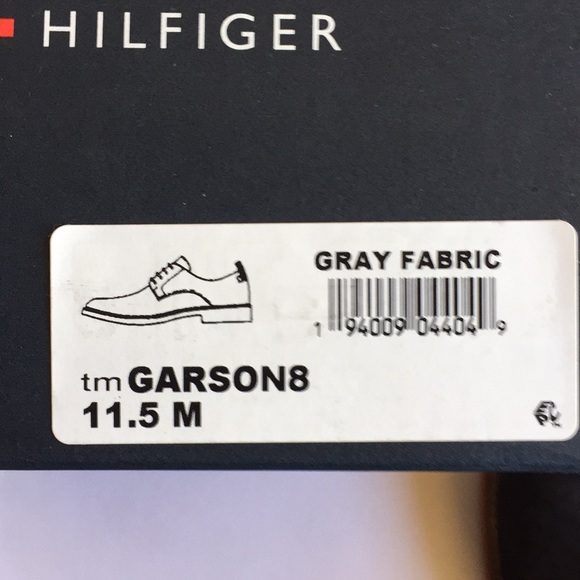 HILFIGER
GRAY FABRIC
1 94009 04404 9
tm GARSON8
11.5 M